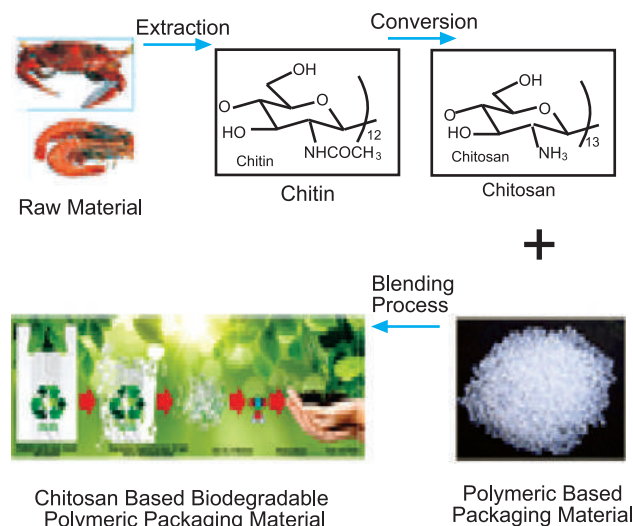 Extraction
Conversion
OH
O
O
HO
12
Chitin
NHCOCH3
Chitin
OH
O
O
HO
13
Chitosan
NH3
Chitosan
Raw Material
+
Blending
Process
Chitosan Based Biodegradable
Polymeric Packaging Material
Polymeric Based
Packaging Material